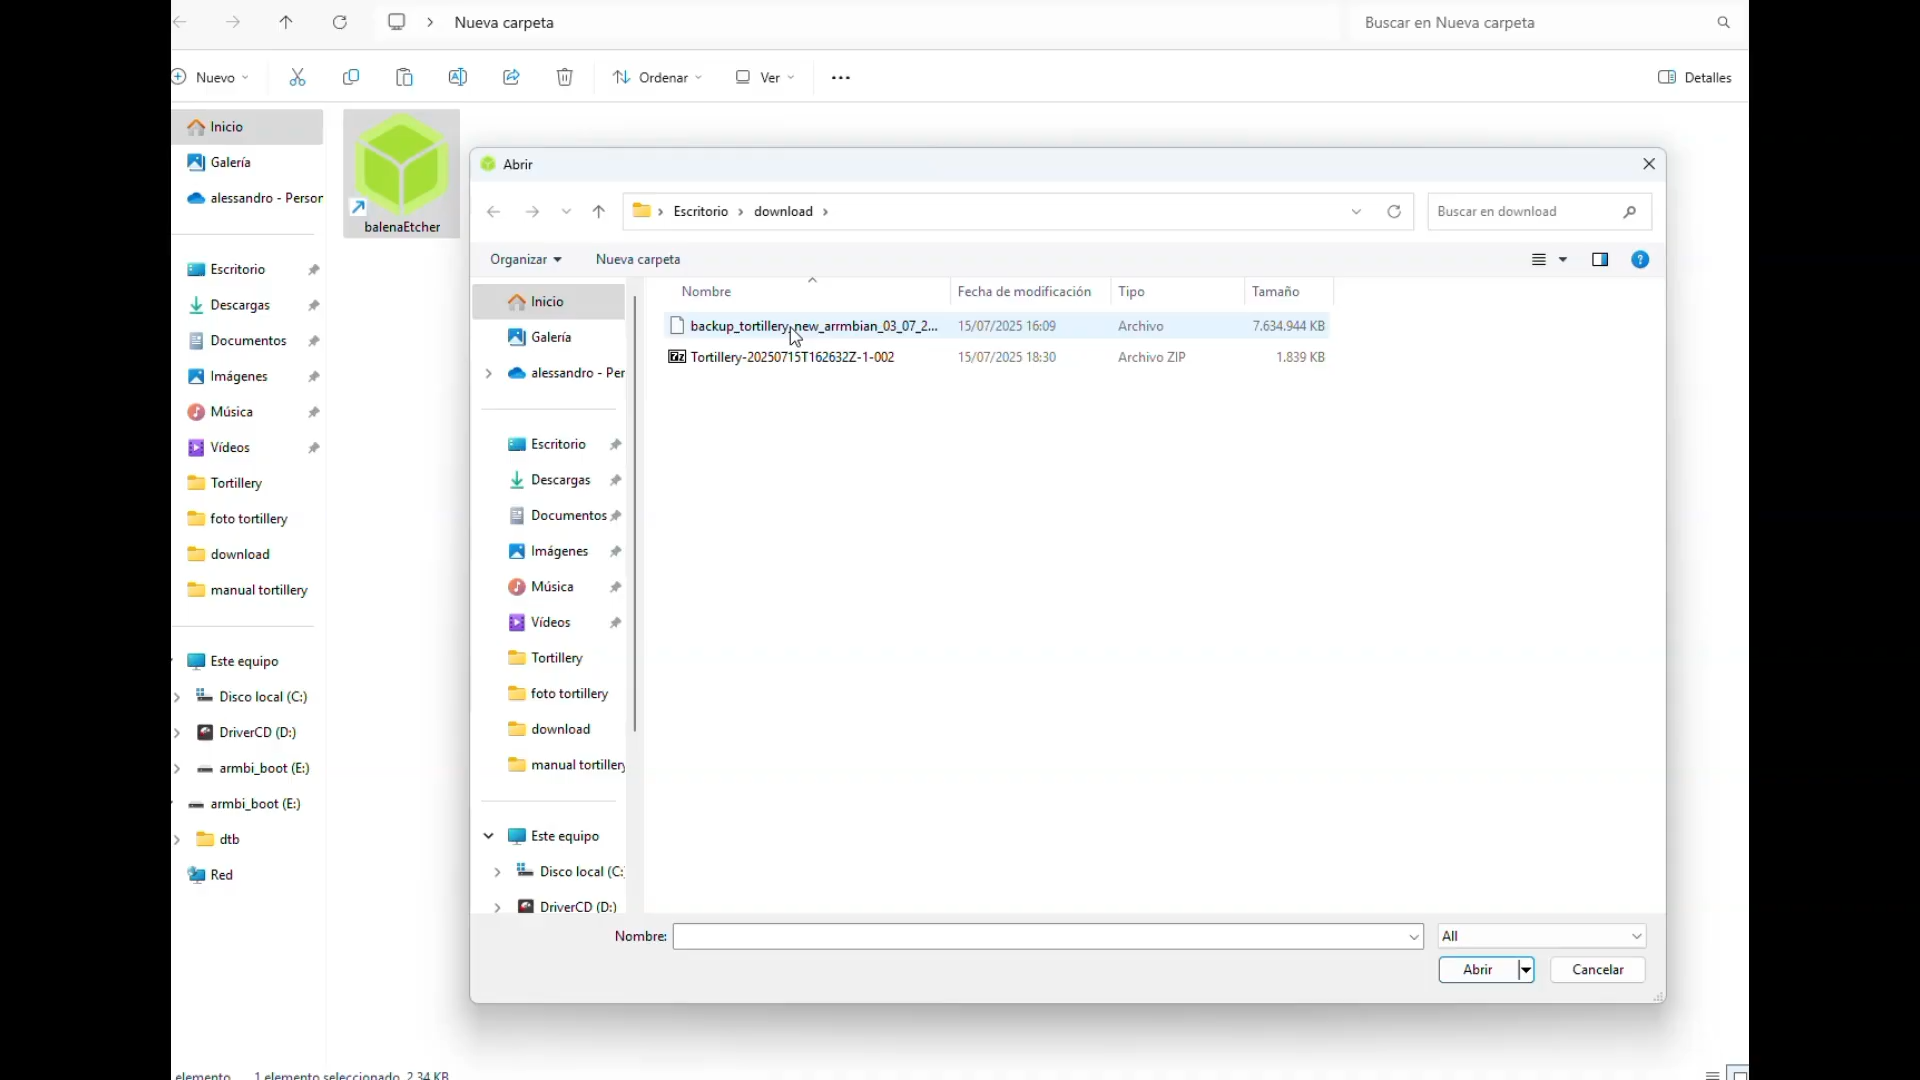 Nueva carpeta
Buscar en Nueva carpeta
Nuevo
Ordenar
Ver
Detalles
Inicio
Galería
alessandro - Person
Escritorio
Descargas
Documentos
Imágenes
Música
Vídeos
Tortillery
foto tortillery
download
manual tortillery
Este equipo
Disco local (C:)
DriverCD (D:)
armbi_boot (E:)
armbi_boot (E:)
dtb
Red
balenaEtcher
Abrir
Escritorio
download
Buscar en download
Organizar
Nueva carpeta
Inicio
Galería
alessandro - Per
Escritorio
Descargas
Documentos
Imágenes
Música
Vídeos
Tortillery
foto tortillery
download
manual tortillery
Este equipo
Disco local (C:
DriverCD (D:)
Nombre Fecha de modificación Tipo Tamaño
backup_tortillery_new_arrmbian_03_07_2... 15/07/2025 16:09 Archivo 7.634.944 KB
Tortillery-20250715T162632Z-1-002 15/07/2025 18:30 Archivo ZIP 1.839 KB
Nombre:
All
Abrir
Cancelar
elemento 1 elemento seleccionado 2,34 KB